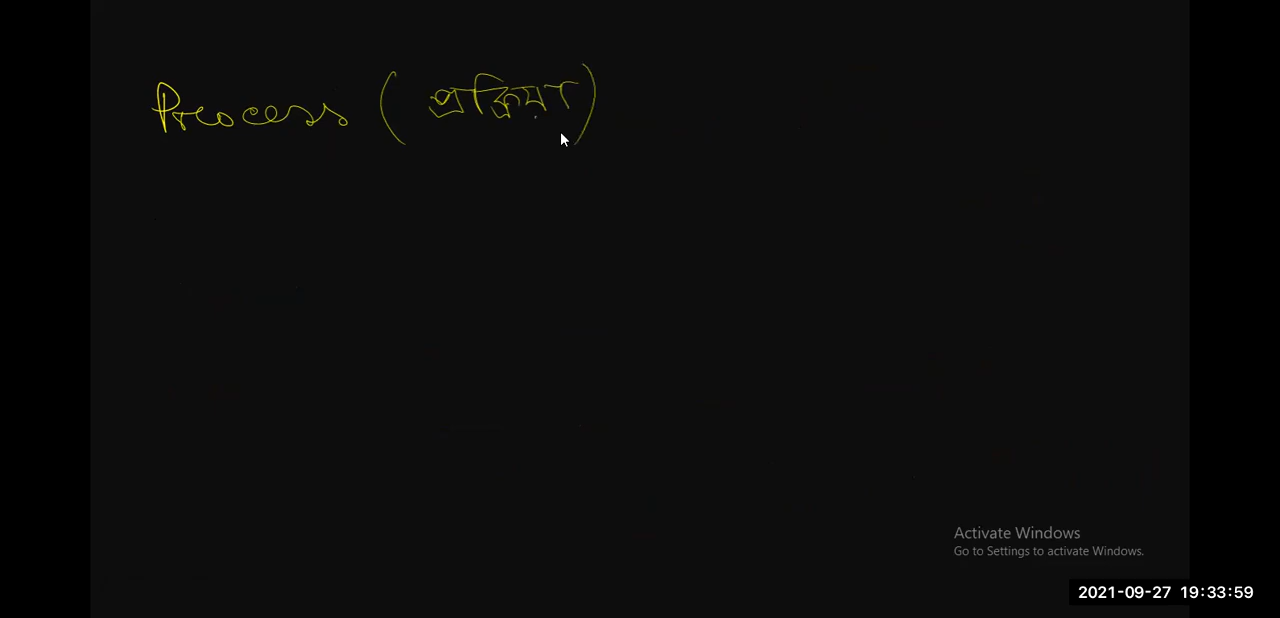 Process (প্রক্রিয়া)
Activate Windows
Go to Settings to activate Windows.
2021-09-27 19:33:59